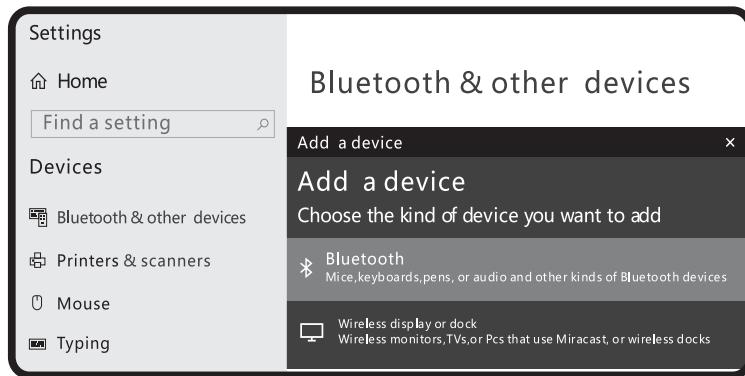 Settings
Home
Find a setting
Devices
Bluetooth & other devices
Printers & scanners
Mouse
Typing
Bluetooth & other devices
Add a device
Add a device
Choose the kind of device you want to add
Bluetooth
Mice,keyboards,pens, or audio and other kinds of Bluetooth devices
Wireless display or dock
Wireless monitors,TVs,or Pcs that use Miracast, or wireless docks